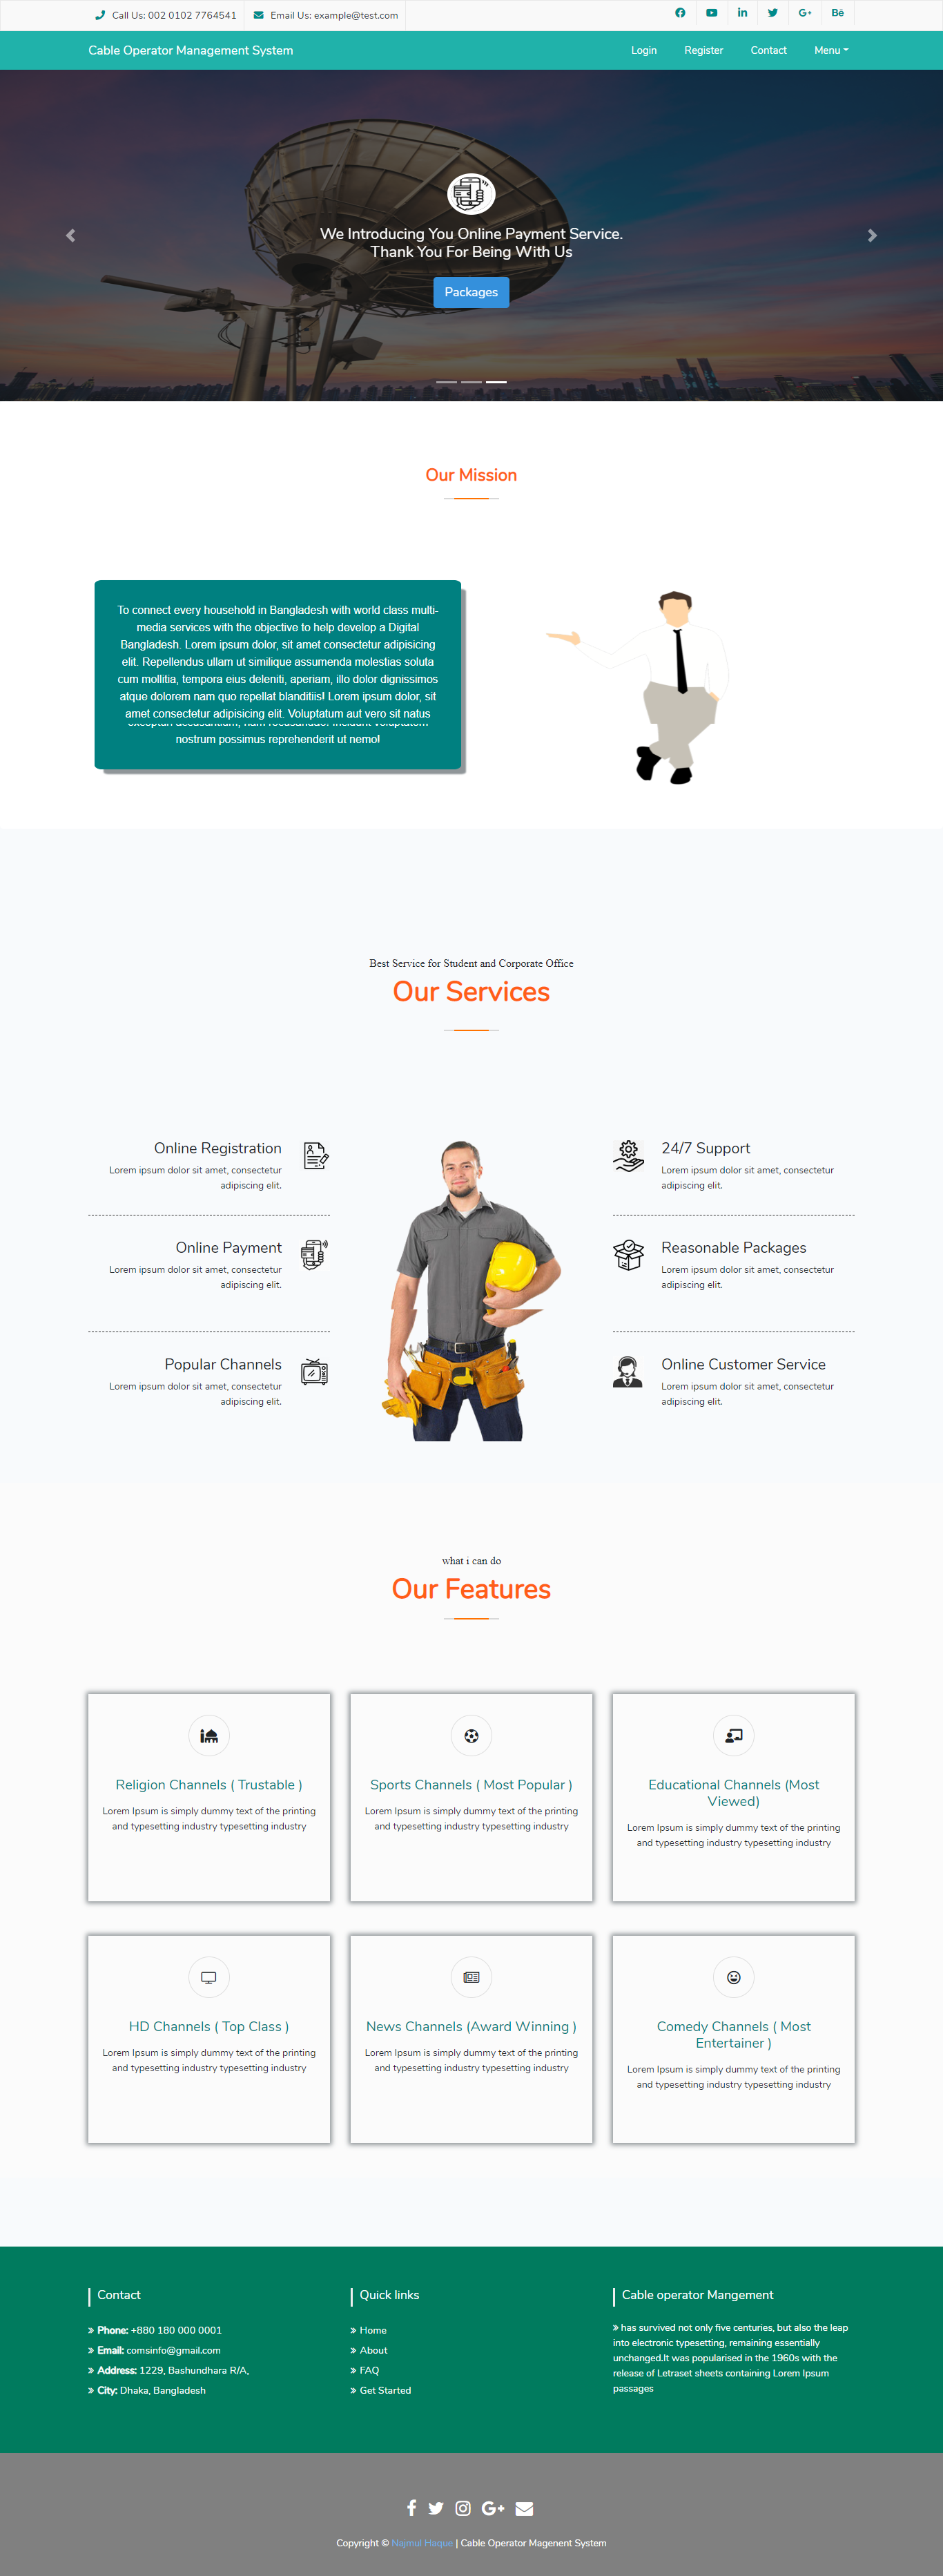 Call Us: 002 0102 7764541
Email Us: example@test.com
Bē
Cable Operator Management System
Login
Register
Contact
Menu
We Introducing You Online Payment Service.
Thank You For Being With Us
Packages
Our Mission
To connect every household in Bangladesh with world class multi-
media services with the objective to help develop a Digital
Bangladesh. Lorem ipsum dolor, sit amet consectetur adipisicing
elit. Repellendus ullam ut similique assumenda molestias soluta
cum mollitia, tempora eius deleniti, aperiam, illo dolor dignissimos
atque dolorem nam quo repellat blanditiis! Lorem ipsum dolor, sit
amet consectetur adipisicing elit. Voluptatum aut vero sit natus
nostrum possimus reprehenderit ut nemo!
Best Service for Student and Corporate Office
Our Services
Online Registration
Lorem ipsum dolor sit amet, consectetur
adipiscing elit.
Online Payment
Lorem ipsum dolor sit amet, consectetur
adipiscing elit.
Popular Channels
Lorem ipsum dolor sit amet, consectetur
adipiscing elit.
24/7 Support
Lorem ipsum dolor sit amet, consectetur
adipiscing elit.
Reasonable Packages
Lorem ipsum dolor sit amet, consectetur
adipiscing elit.
Online Customer Service
Lorem ipsum dolor sit amet, consectetur
adipiscing elit.
what i can do
Our Features
Religion Channels ( Trustable )
Lorem Ipsum is simply dummy text of the printing
and typesetting industry typesetting industry
Sports Channels ( Most Popular )
Lorem Ipsum is simply dummy text of the printing
and typesetting industry typesetting industry
Educational Channels (Most
Viewed)
Lorem Ipsum is simply dummy text of the printing
and typesetting industry typesetting industry
HD Channels ( Top Class )
Lorem Ipsum is simply dummy text of the printing
and typesetting industry typesetting industry
News Channels (Award Winning )
Lorem Ipsum is simply dummy text of the printing
and typesetting industry typesetting industry
Comedy Channels ( Most
Entertainer )
Lorem Ipsum is simply dummy text of the printing
and typesetting industry typesetting industry
Contact
» Phone: +880 180 000 0001
» Email: comsinfo@gmail.com
» Address: 1229, Bashundhara R/A,
» City: Dhaka, Bangladesh
Quick links
» Home
» About
» FAQ
» Get Started
Cable operator Mangement
» has survived not only five centuries, but also the leap
into electronic typesetting, remaining essentially
unchanged.It was popularised in the 1960s with the
release of Letraset sheets containing Lorem Ipsum
passages
Copyright © Najmul Haque | Cable Operator Magenent System